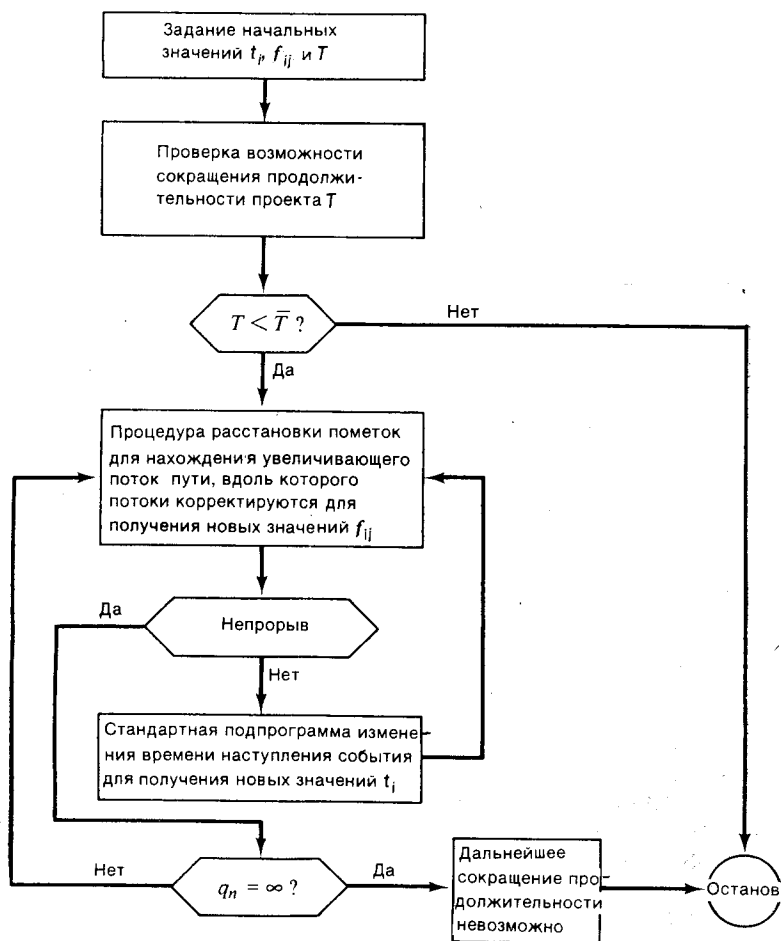 Задание начальных
значений t_i, f_ij и T
Проверка возможности
сокращения продолжи-
тельности проекта T
T < T̅ ?
Нет
Да
Процедура расстановки пометок
для нахождения увеличивающего
поток пути, вдоль которого
потоки корректируются для
получения новых значений f_ij
Да
Непрорыв
Нет
Стандартная подпрограмма измене-
ния времени наступления события
для получения новых значений t_i
Нет
q_n = ∞ ?
Да
Дальнейшее
сокращение про-
должительности
невозможно
Останов